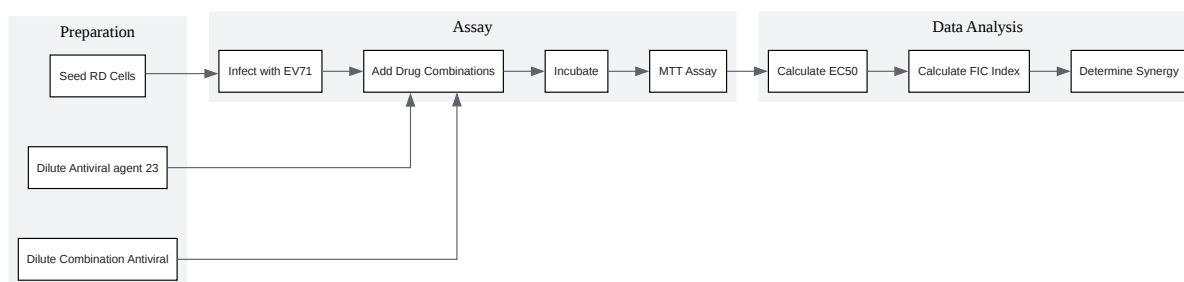 Preparation
Seed RD Cells
Dilute Antiviral agent 23
Dilute Combination Antiviral
Assay
Infect with EV71
Add Drug Combinations
Incubate
MTT Assay
Data Analysis
Calculate EC50
Calculate FIC Index
Determine Synergy